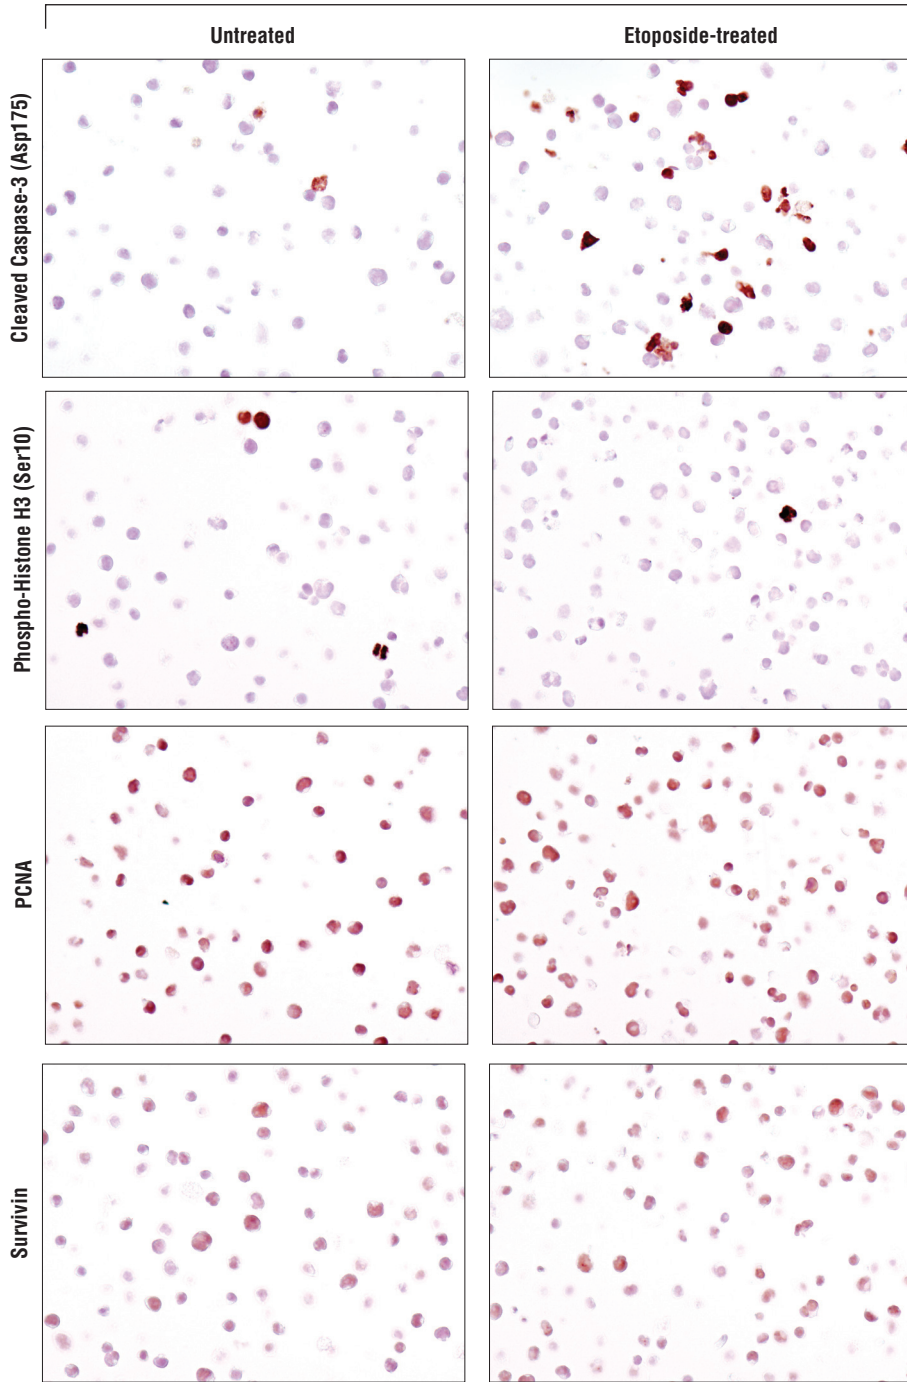 Untreated
Etoposide-treated
Cleaved Caspase-3 (Asp175)
Phospho-Histone H3 (Ser10)
PCNA
Survivin